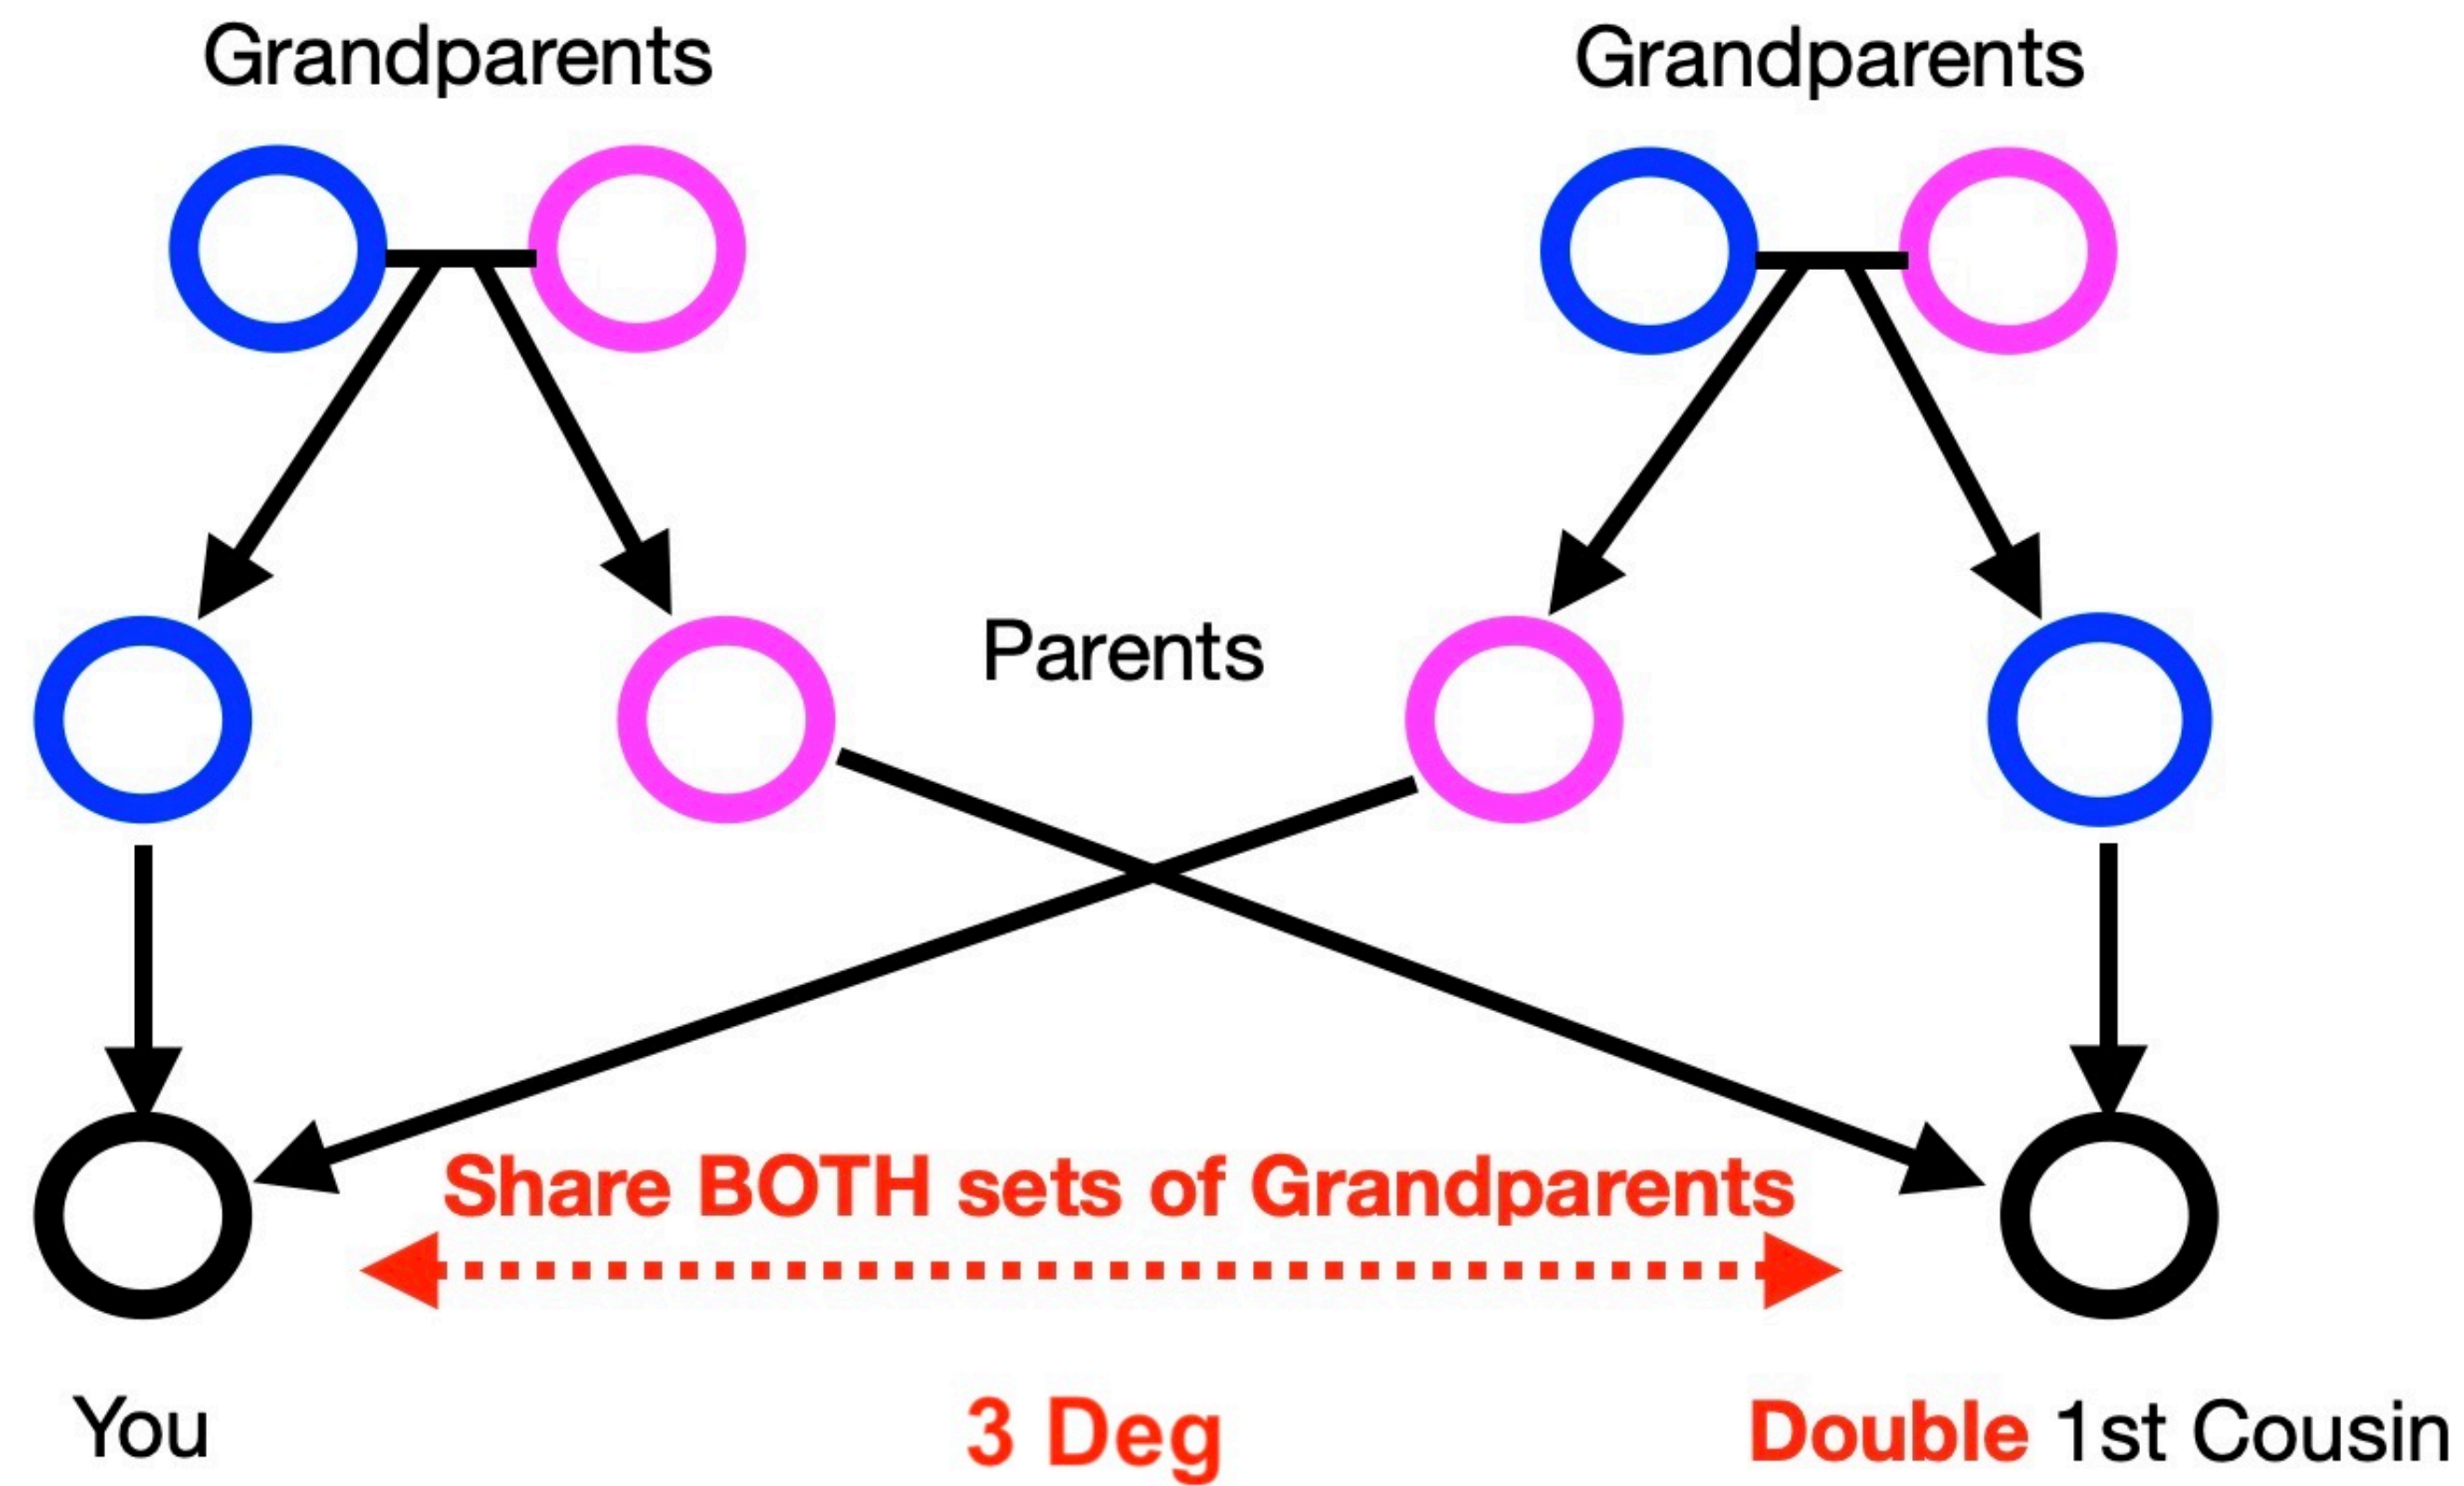 Grandparents
Grandparents
Parents
Share BOTH sets of Grandparents
You
3 Deg
Double 1st Cousin